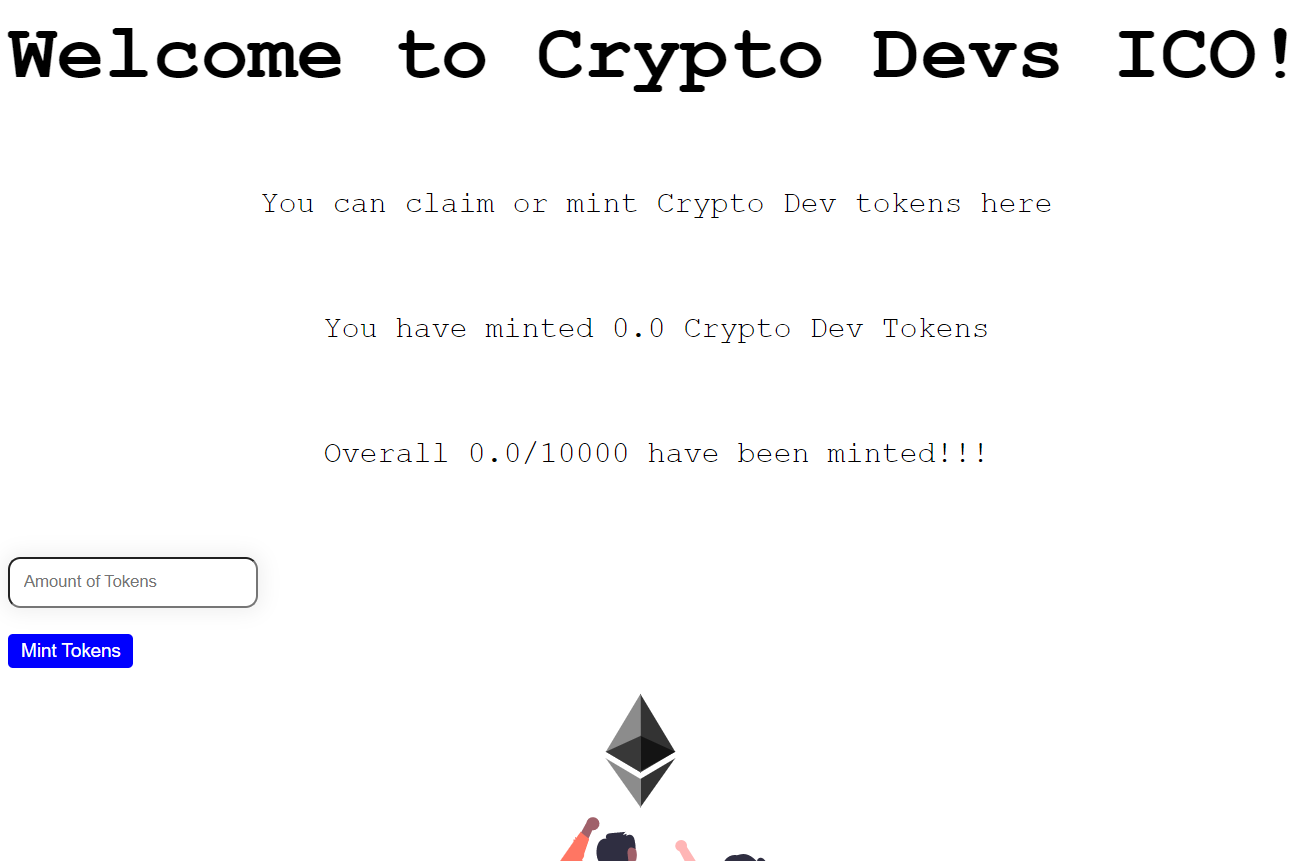 Welcome to Crypto Devs ICO!
You can claim or mint Crypto Dev tokens here
You have minted 0.0 Crypto Dev Tokens
Overall 0.0/10000 have been minted!!!
Amount of Tokens
Mint Tokens